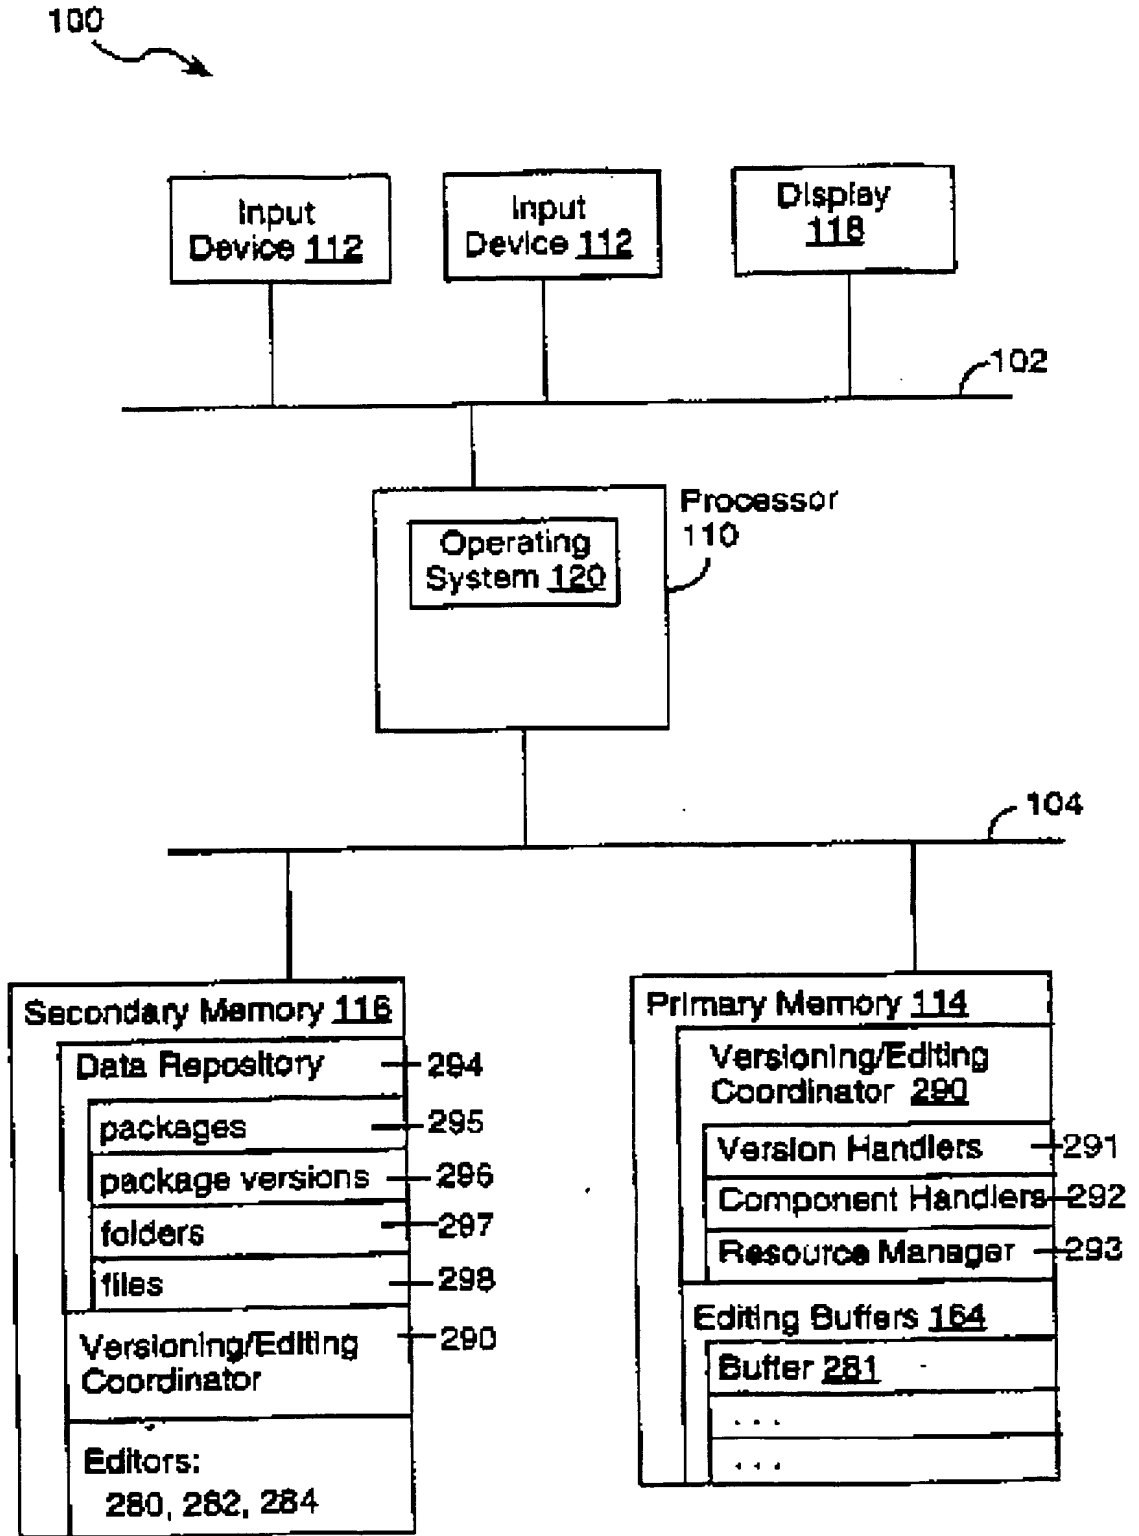 100
Input
Device 112
Input
Device 112
Display
118
102
Processor
110
Operating
System 120
104
Secondary Memory 116
Data Repository
294
packages
295
package versions
296
folders
297
files
298
Versioning/Editing
Coordinator
290
Editors:
280, 282, 284
Primary Memory 114
Versioning/Editing
Coordinator 290
Version Handlers
291
Component Handlers
292
Resource Manager
293
Editing Buffers 164
Buffer 281
. . .
. . .